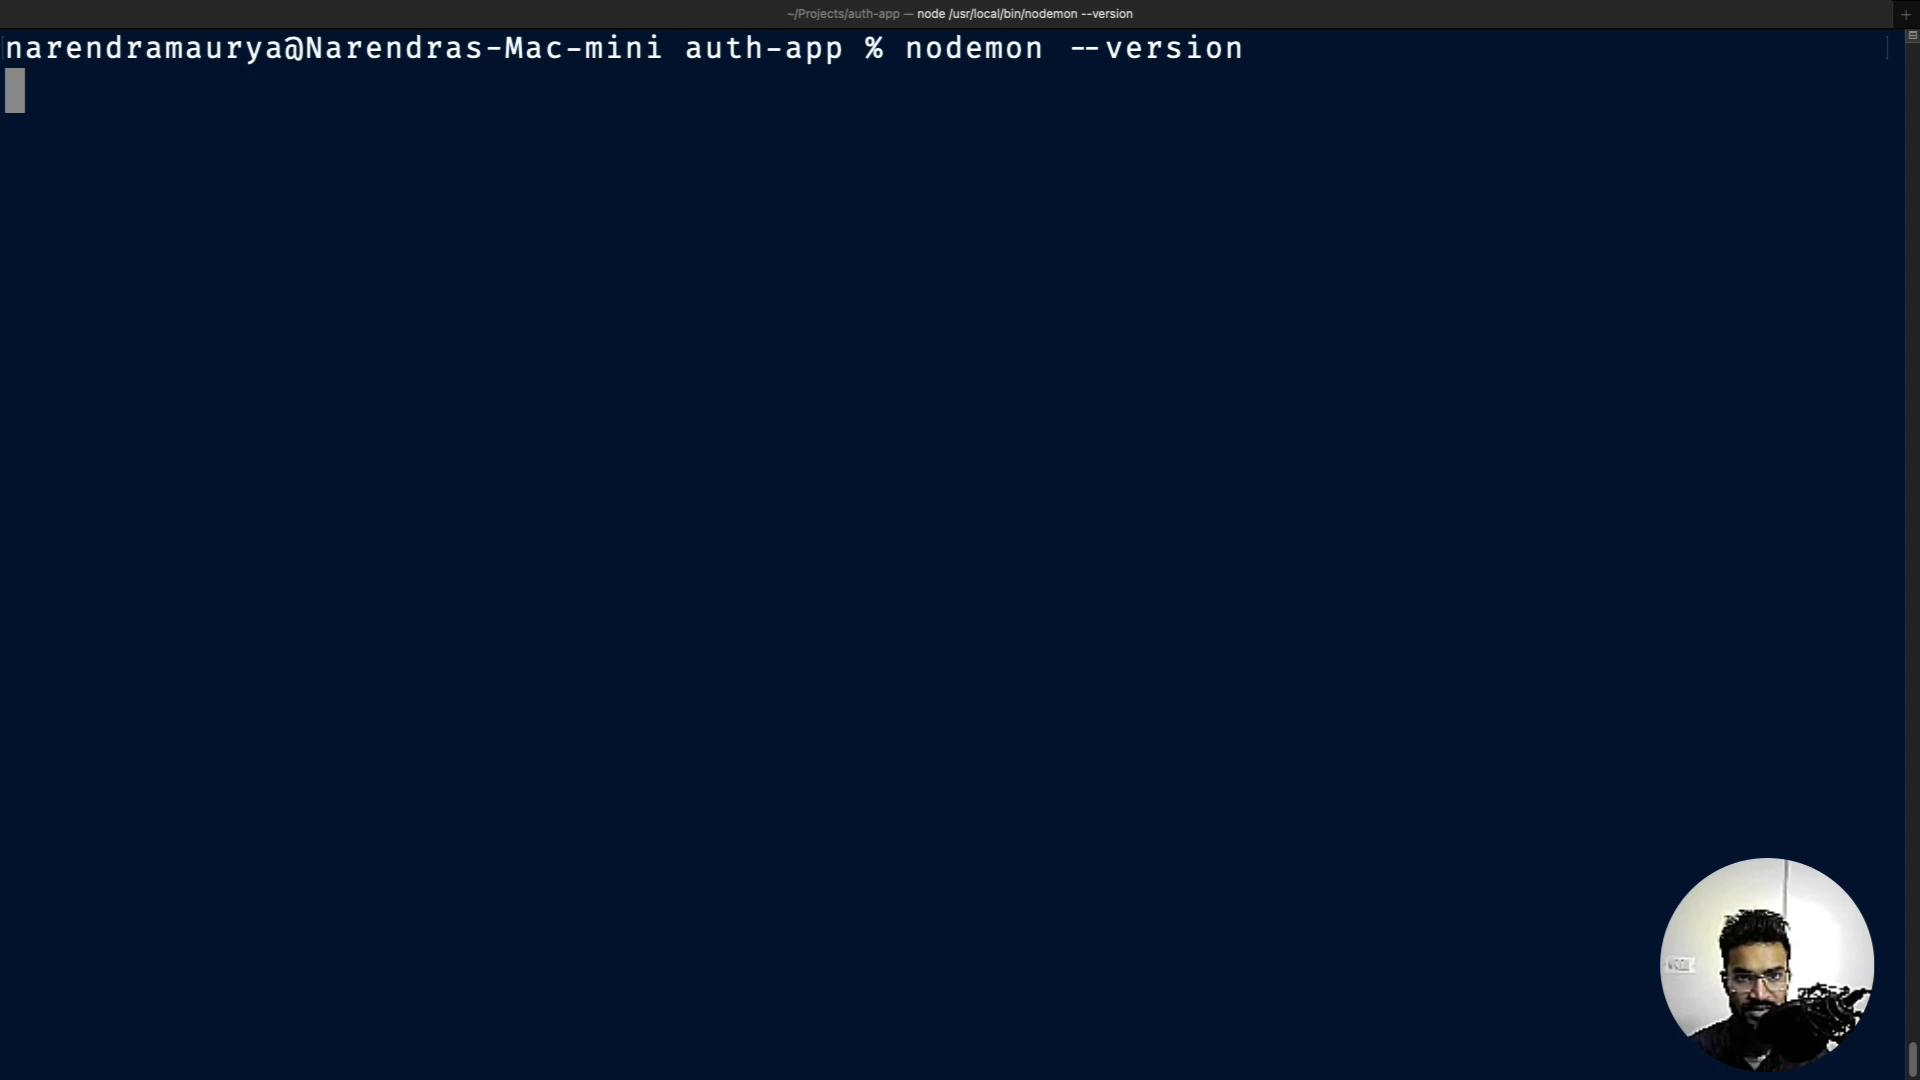 ~/Projects/auth-app — node /usr/local/bin/nodemon --version
narendramaurya@Narendras-Mac-mini auth-app % nodemon --version